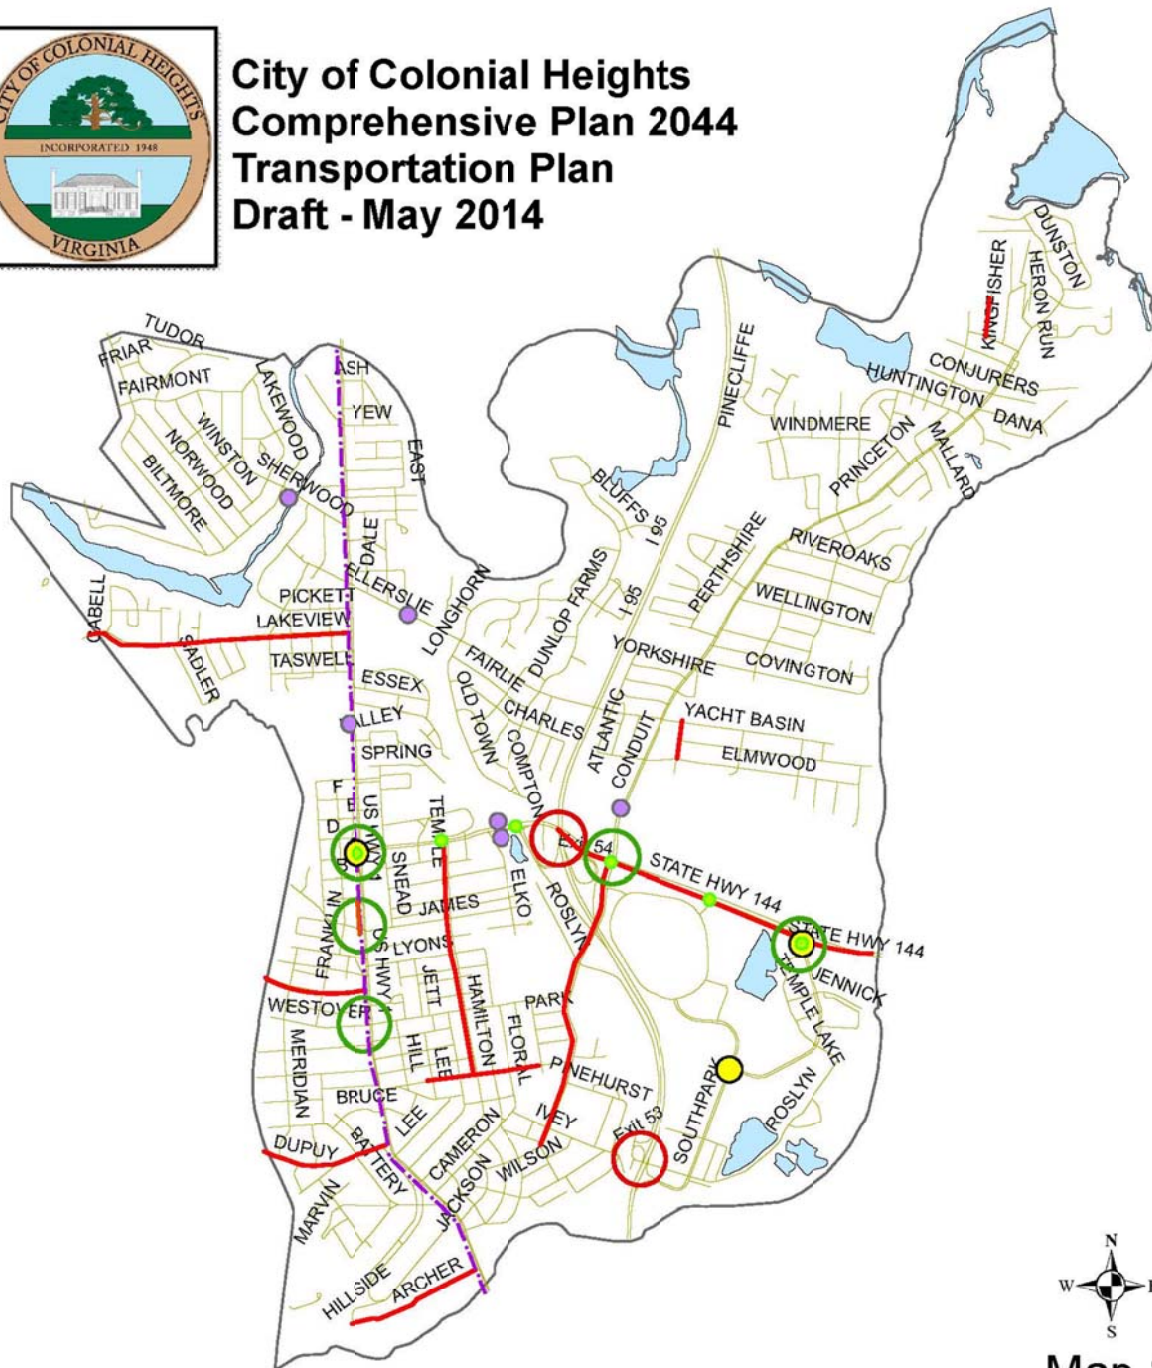 CITY OF COLONIAL HEIGHTS
INCORPORATED 1948
VIRGINIA
City of Colonial Heights
Comprehensive Plan 2044
Transportation Plan
Draft - May 2014
TUDOR
FRIAR
FAIRMONT
LAKEWOOD
ASH
YEW
WINSTON
NORWOOD
BILTMORE
SHERWOOD
EAST
DALE
ELLERSLIE
PICKETT
LAKEVIEW
TASWELL
CABELL
SADLER
LONGHORN
ESSEX
VALLEY
SPRING
FAIRLIE
OLD TOWN
CHARLES
COMPTON
DUNLOP FARMS
BLUFFS
I 95
I 95
PINECLIFFE
KINGFISHER
DUNSTON
HERON RUN
CONJURERS
HUNTINGTON
DANA
WINDMERE
PRINCETON
MALLARD
PERTHSHIRE
RIVEROAKS
WELLINGTON
YORKSHIRE
COVINGTON
ATLANTIC
CONDUIT
YACHT BASIN
ELMWOOD
F
E
D
B
US HWY 1
TEMPLE
SNEAD
ELKO
ROSLYN
Exit 54
STATE HWY 144
STATE HWY 144
JAMES
FRANKLIN
LYONS
US HWY 1
JETT
HAMILTON
PARK
FLORAL
WESTOVER
MERIDIAN
HILL
LEE
TEMPLE LAKE
JENNICK
PINEHURST
SOUTHPARK
ROSLYN
BRUCE
LEE
IVEY
Exit 53
DUPUY
BATTERY
CAMERON
WILSON
JACKSON
MARVIN
HILLSIDE
ARCHER
N
W
S